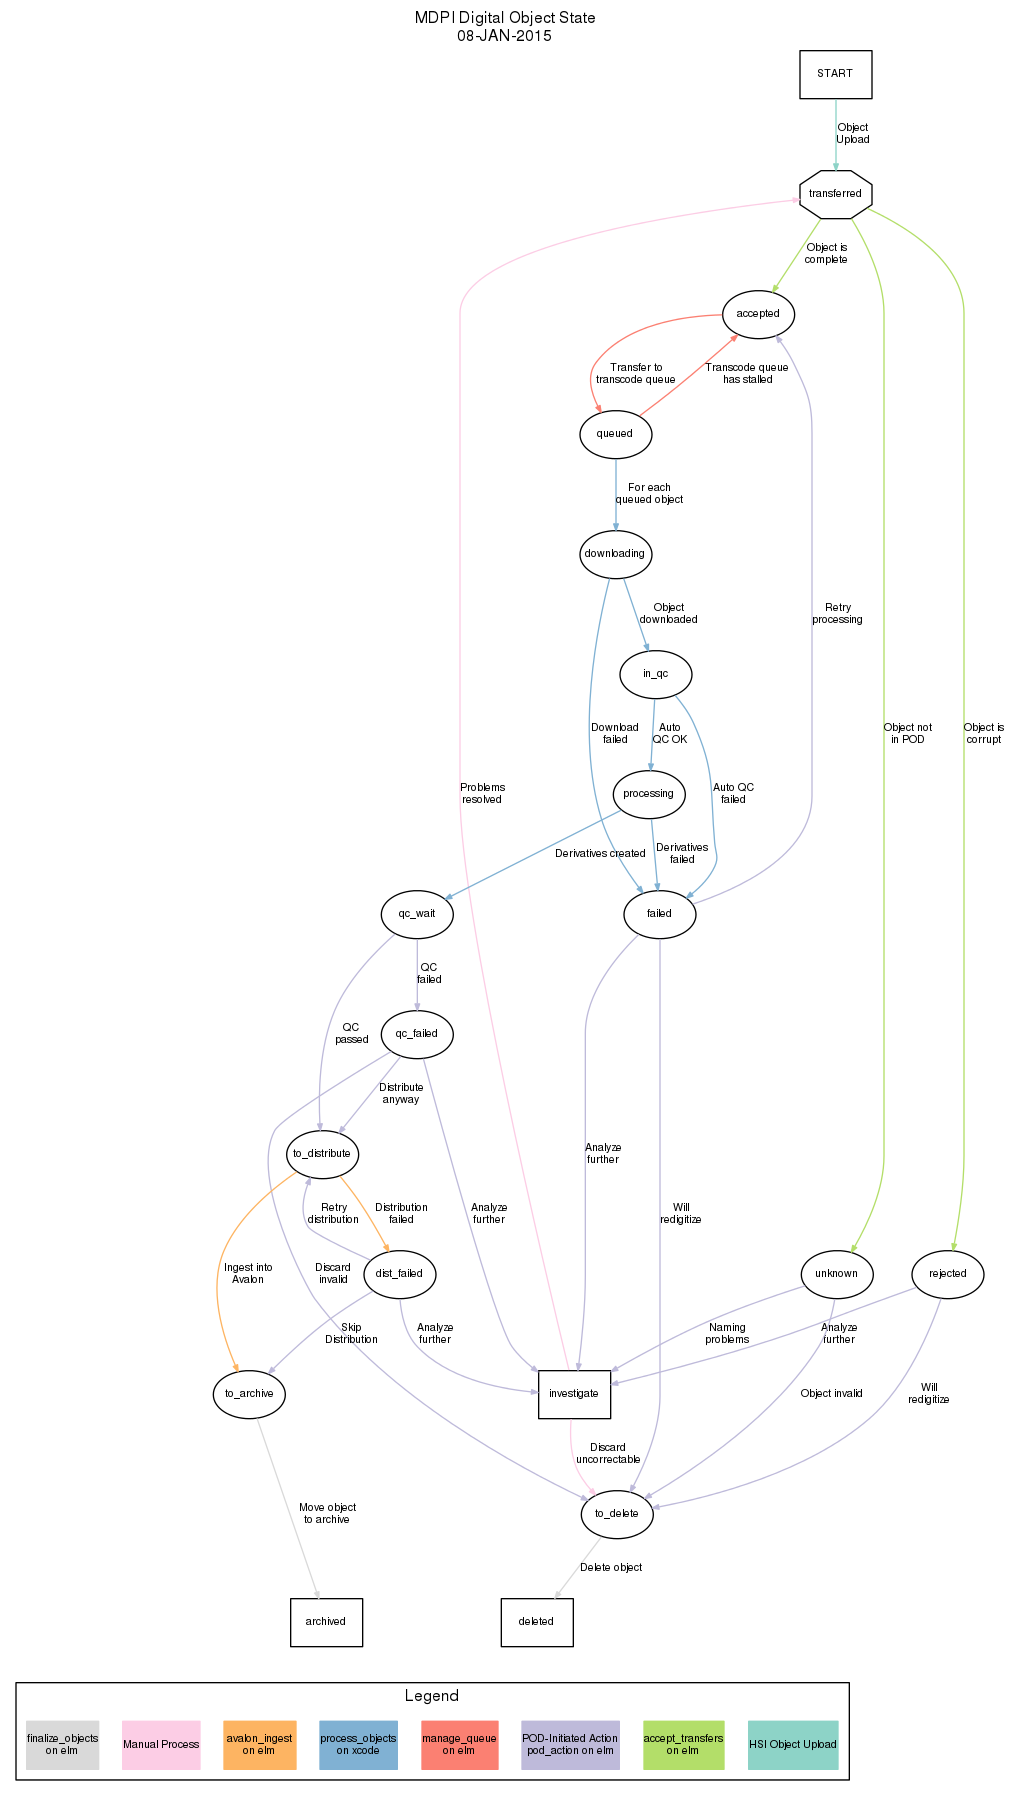 MDPI Digital Object State
08-JAN-2015
START
Object
Upload
transferred
Object is
complete
accepted
Transfer to
transcode queue
Transcode queue
has stalled
queued
For each
queued object
downloading
Object
downloaded
Retry
processing
in_qc
Download
failed
Auto
QC OK
Object not
in POD
Object is
corrupt
Problems
resolved
processing
Auto QC
failed
Derivatives created
Derivatives
failed
qc_wait
failed
QC
failed
QC
passed
qc_failed
Distribute
anyway
to_distribute
Analyze
further
Retry
distribution
Distribution
failed
Analyze
further
Will
redigitize
Ingest into
Avalon
Discard
invalid
dist_failed
unknown
rejected
Skip
Distribution
Analyze
further
Naming
problems
Analyze
further
to_archive
investigate
Object invalid
Will
redigitize
Discard
uncorrectable
Move object
to archive
to_delete
Delete object
archived
deleted
Legend
finalize_objects
on elm
Manual Process
avalon_ingest
on elm
process_objects
on xcode
manage_queue
on elm
POD-Initiated Action
pod_action on elm
accept_transfers
on elm
HSI Object Upload